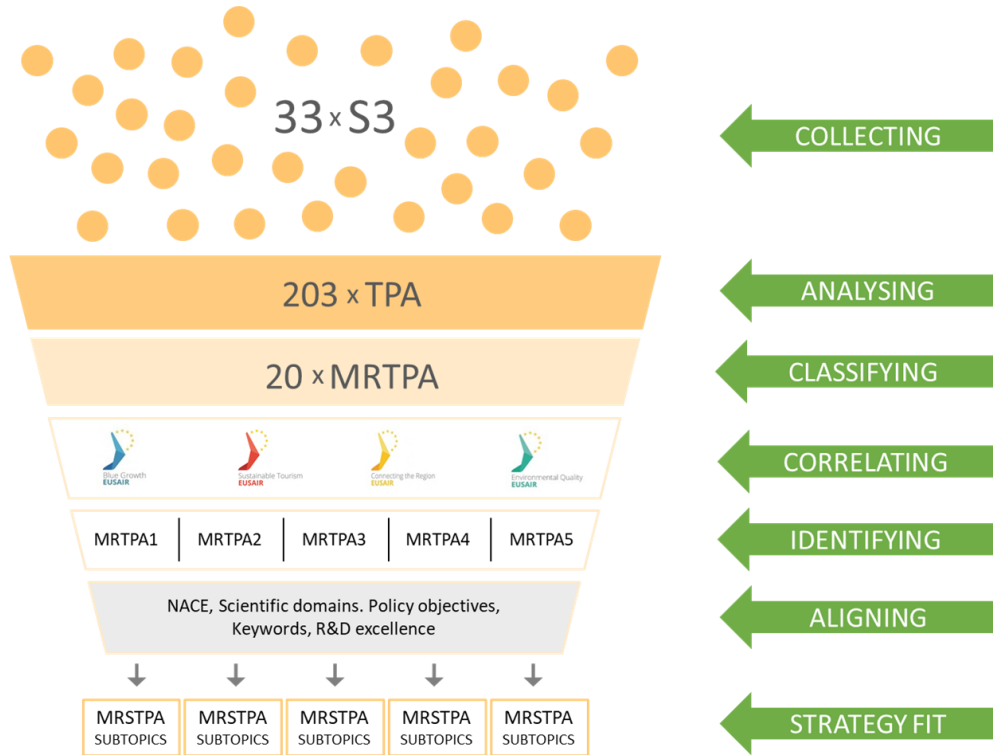 33 x S3
COLLECTING
203 x TPA
ANALYSING
20 x MRTPA
CLASSIFYING
Blue Growth
EUSAIR
Sustainable Tourism
EUSAIR
Connecting the Region
EUSAIR
Environmental Quality
EUSAIR
CORRELATING
MRTPA1 MRTPA2 MRTPA3 MRTPA4 MRTPA5
IDENTIFYING
NACE, Scientific domains. Policy objectives,
Keywords, R&D excellence
ALIGNING
MRSTPA MRSTPA MRSTPA MRSTPA MRSTPA
SUBTOPICS SUBTOPICS SUBTOPICS SUBTOPICS SUBTOPICS
STRATEGY FIT